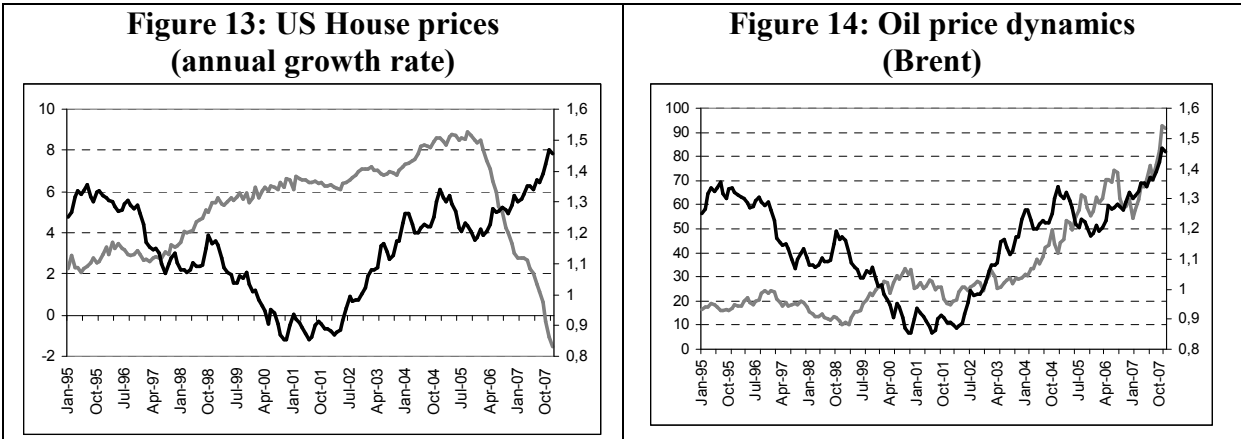 Figure 13: US House prices
(annual growth rate)
10
8
6
4
2
0
-2
1,6
1,5
1,4
1,3
1,2
1,1
1
0,9
0,8
Jan-95
Oct-95
Jul-96
Apr-97
Jan-98
Oct-98
Jul-99
Apr-00
Jan-01
Oct-01
Jul-02
Apr-03
Jan-04
Oct-04
Jul-05
Apr-06
Jan-07
Oct-07
Figure 14: Oil price dynamics
(Brent)
100
90
80
70
60
50
40
30
20
10
0
1,6
1,5
1,4
1,3
1,2
1,1
1
0,9
0,8
Jan-95
Oct-95
Jul-96
Apr-97
Jan-98
Oct-98
Jul-99
Apr-00
Jan-01
Oct-01
Jul-02
Apr-03
Jan-04
Oct-04
Jul-05
Apr-06
Jan-07
Oct-07